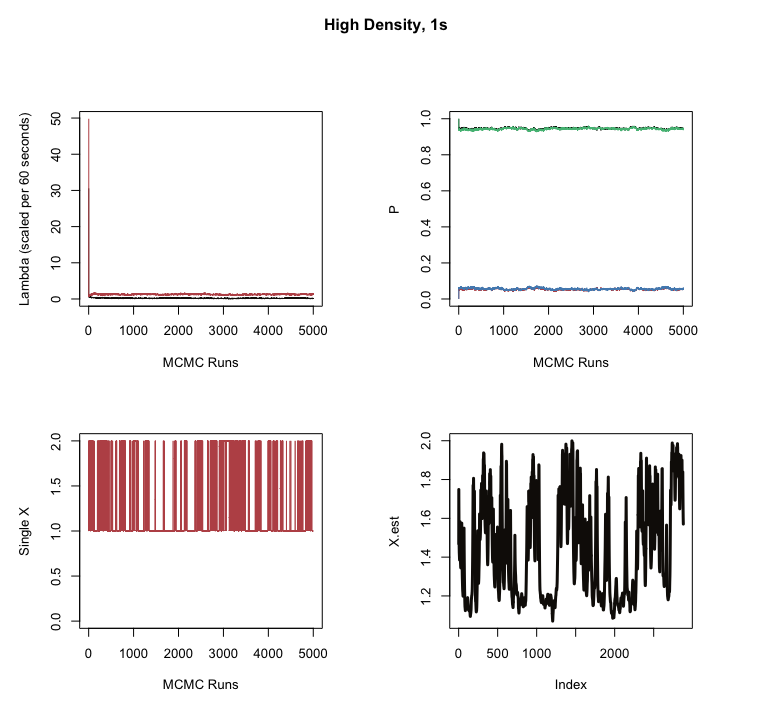 High Density, 1s
Lambda (scaled per 60 seconds)
50
40
30
20
10
0
0 1000 2000 3000 4000 5000
MCMC Runs
P
1.0
0.8
0.6
0.4
0.2
0.0
0 1000 2000 3000 4000 5000
MCMC Runs
Single X
2.0
1.5
1.0
0.5
0.0
0 1000 2000 3000 4000 5000
MCMC Runs
X.est
2.0
1.8
1.6
1.4
1.2
0 500 1000 2000
Index